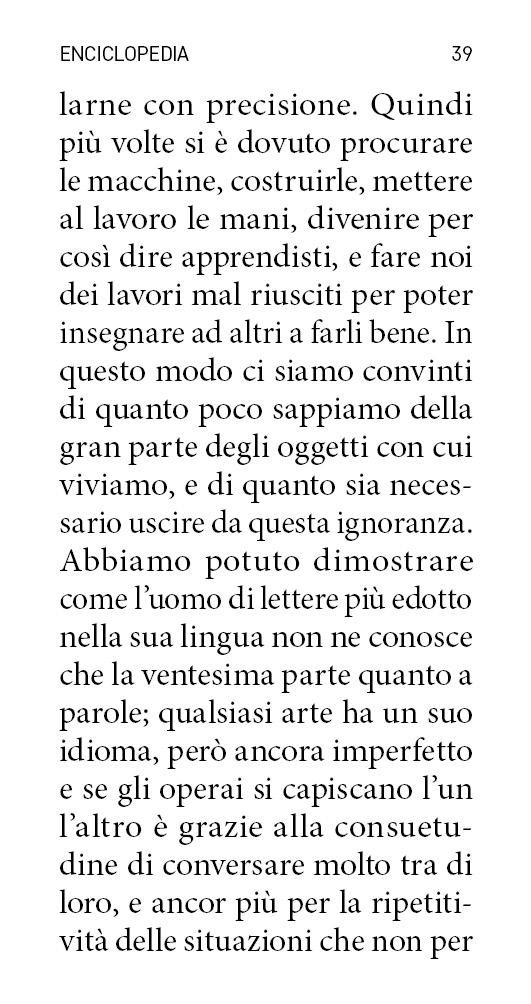 ENCICLOPEDIA 39
larne con precisione. Quindi
più volte si è dovuto procurare
le macchine, costruirle, mettere
al lavoro le mani, divenire per
così dire apprendisti, e fare noi
dei lavori mal riusciti per poter
insegnare ad altri a farli bene. In
questo modo ci siamo convinti
di quanto poco sappiamo della
gran parte degli oggetti con cui
viviamo, e di quanto sia neces-
sario uscire da questa ignoranza.
Abbiamo potuto dimostrare
come l’uomo di lettere più edotto
nella sua lingua non ne conosce
che la ventesima parte quanto a
parole; qualsiasi arte ha un suo
idioma, però ancora imperfetto
e se gli operai si capiscano l’un
l’altro è grazie alla consuetu-
dine di conversare molto tra di
loro, e ancor più per la ripetiti-
vità delle situazioni che non per